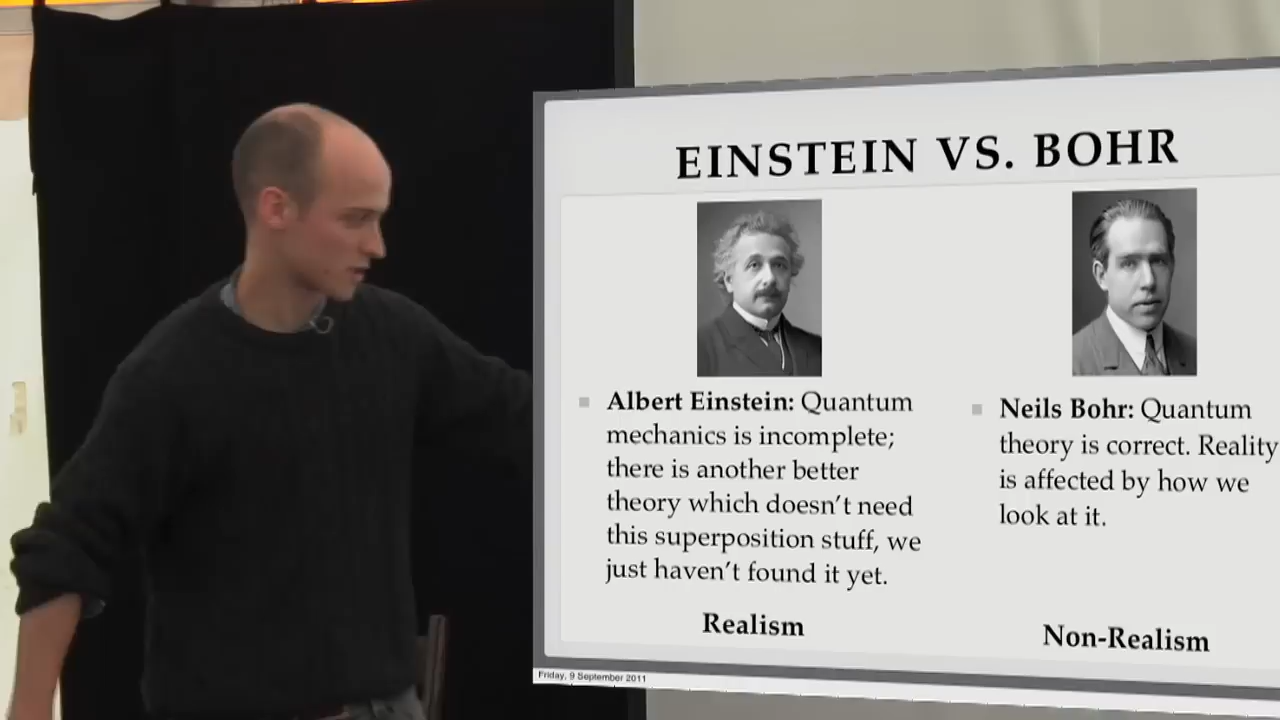 EINSTEIN VS. BOHR
Albert Einstein: Quantum
mechanics is incomplete;
there is another better
theory which doesn't need
this superposition stuff, we
just haven't found it yet.
Realism
Neils Bohr: Quantum
theory is correct. Reality
is affected by how we
look at it.
Non-Realism
Friday, 9 September 2011